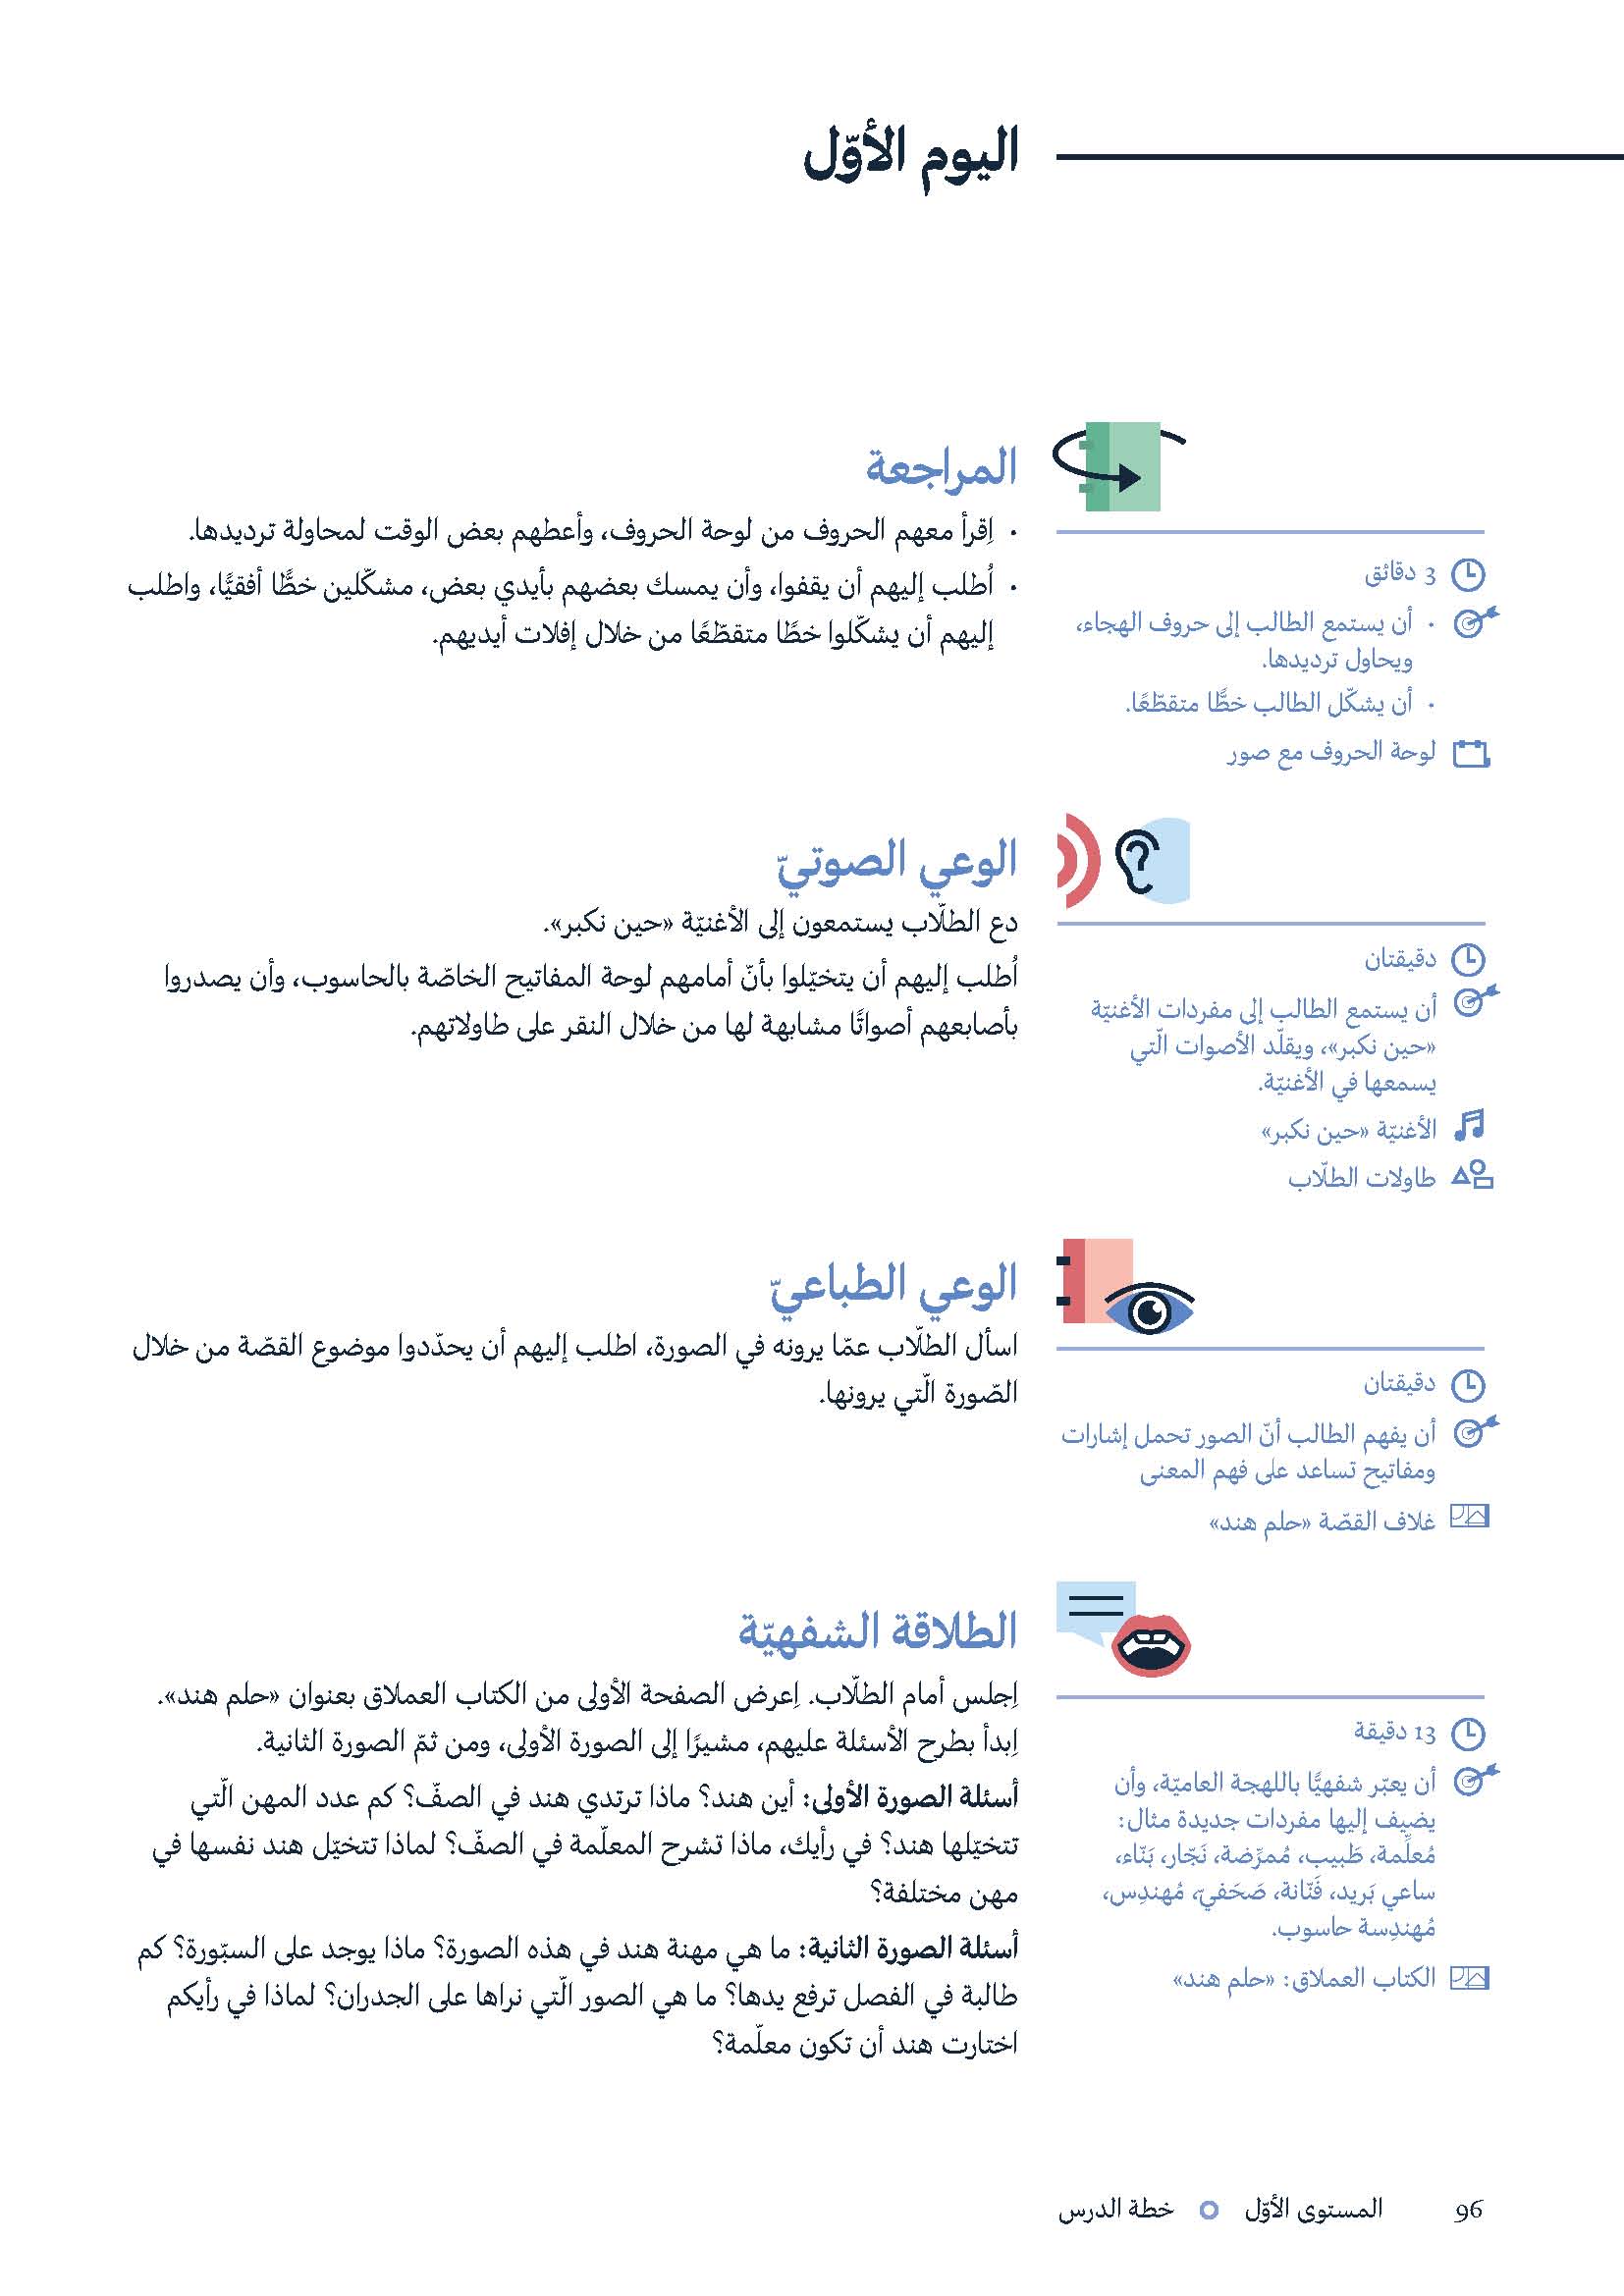 اليوم الأوّل
المراجعة
• اِقرأ معهم الحروف من لوحة الحروف، وأعطهم بعض الوقت لمحاولة ترديدها.
• اُطلب إليهم أن يقفوا، وأن يمسك بعضهم بأيدي بعض، مشكّلين خطًّا أفقيًّا، واطلب
إليهم أن يشكّلوا خطًّا متقطّعًا من خلال إفلات أيديهم.
3 دقائق
• أن يستمع الطالب إلى حروف الهجاء،
ويحاول ترديدها.
• أن يشكّل الطالب خطًّا متقطّعًا.
لوحة الحروف مع صور
الوعي الصوتيّ
دع الطلّاب يستمعون إلى الأغنيّة «حين نكبر».
اُطلب إليهم أن يتخيّلوا بأنّ أمامهم لوحة المفاتيح الخاصّة بالحاسوب، وأن يصدروا
بأصابعهم أصواتًا مشابهة لها من خلال النقر على طاولاتهم.
دقيقتان
أن يستمع الطالب إلى مفردات الأغنيّة
«حين نكبر»، ويقلّد الأصوات الّتي
يسمعها في الأغنيّة.
الأغنيّة «حين نكبر»
طاولات الطلّاب
الوعي الطباعيّ
اسأل الطلّاب عمّا يرونه في الصورة، اطلب إليهم أن يحدّدوا موضوع القصّة من خلال
الصّورة الّتي يرونها.
دقيقتان
أن يفهم الطالب أنّ الصور تحمل إشارات
ومفاتيح تساعد على فهم المعنى
غلاف القصّة «حلم هند»
الطلاقة الشفهيّة
اِجلس أمام الطلّاب. اِعرض الصفحة الأولى من الكتاب العملاق بعنوان «حلم هند».
اِبدأ بطرح الأسئلة عليهم، مشيرًا إلى الصورة الأولى، ومن ثمّ الصورة الثانية.
أسئلة الصورة الأولى: أين هند؟ ماذا ترتدي هند في الصفّ؟ كم عدد المهن الّتي
تتخيّلها هند؟ في رأيك، ماذا تشرح المعلّمة في الصفّ؟ لماذا تتخيّل هند نفسها في
مهن مختلفة؟
أسئلة الصورة الثانية: ما هي مهنة هند في هذه الصورة؟ ماذا يوجد على السبّورة؟ كم
طالبة في الفصل ترفع يدها؟ ما هي الصور الّتي نراها على الجدران؟ لماذا في رأيكم
اختارت هند أن تكون معلّمة؟
13 دقيقة
أن يعبّر شفهيًّا باللهجة العاميّة، وأن
يضيف إليها مفردات جديدة مثال:
مُعلِّمة، طَبيب، مُمرِّضة، نَجّار، بَنّاء،
ساعي بَريد، فَنّانة، صَحَفيّ، مُهندِس،
مُهندِسة حاسوب.
الكتاب العملاق: «حلم هند»
96 المستوى الأوّل خطة الدرس